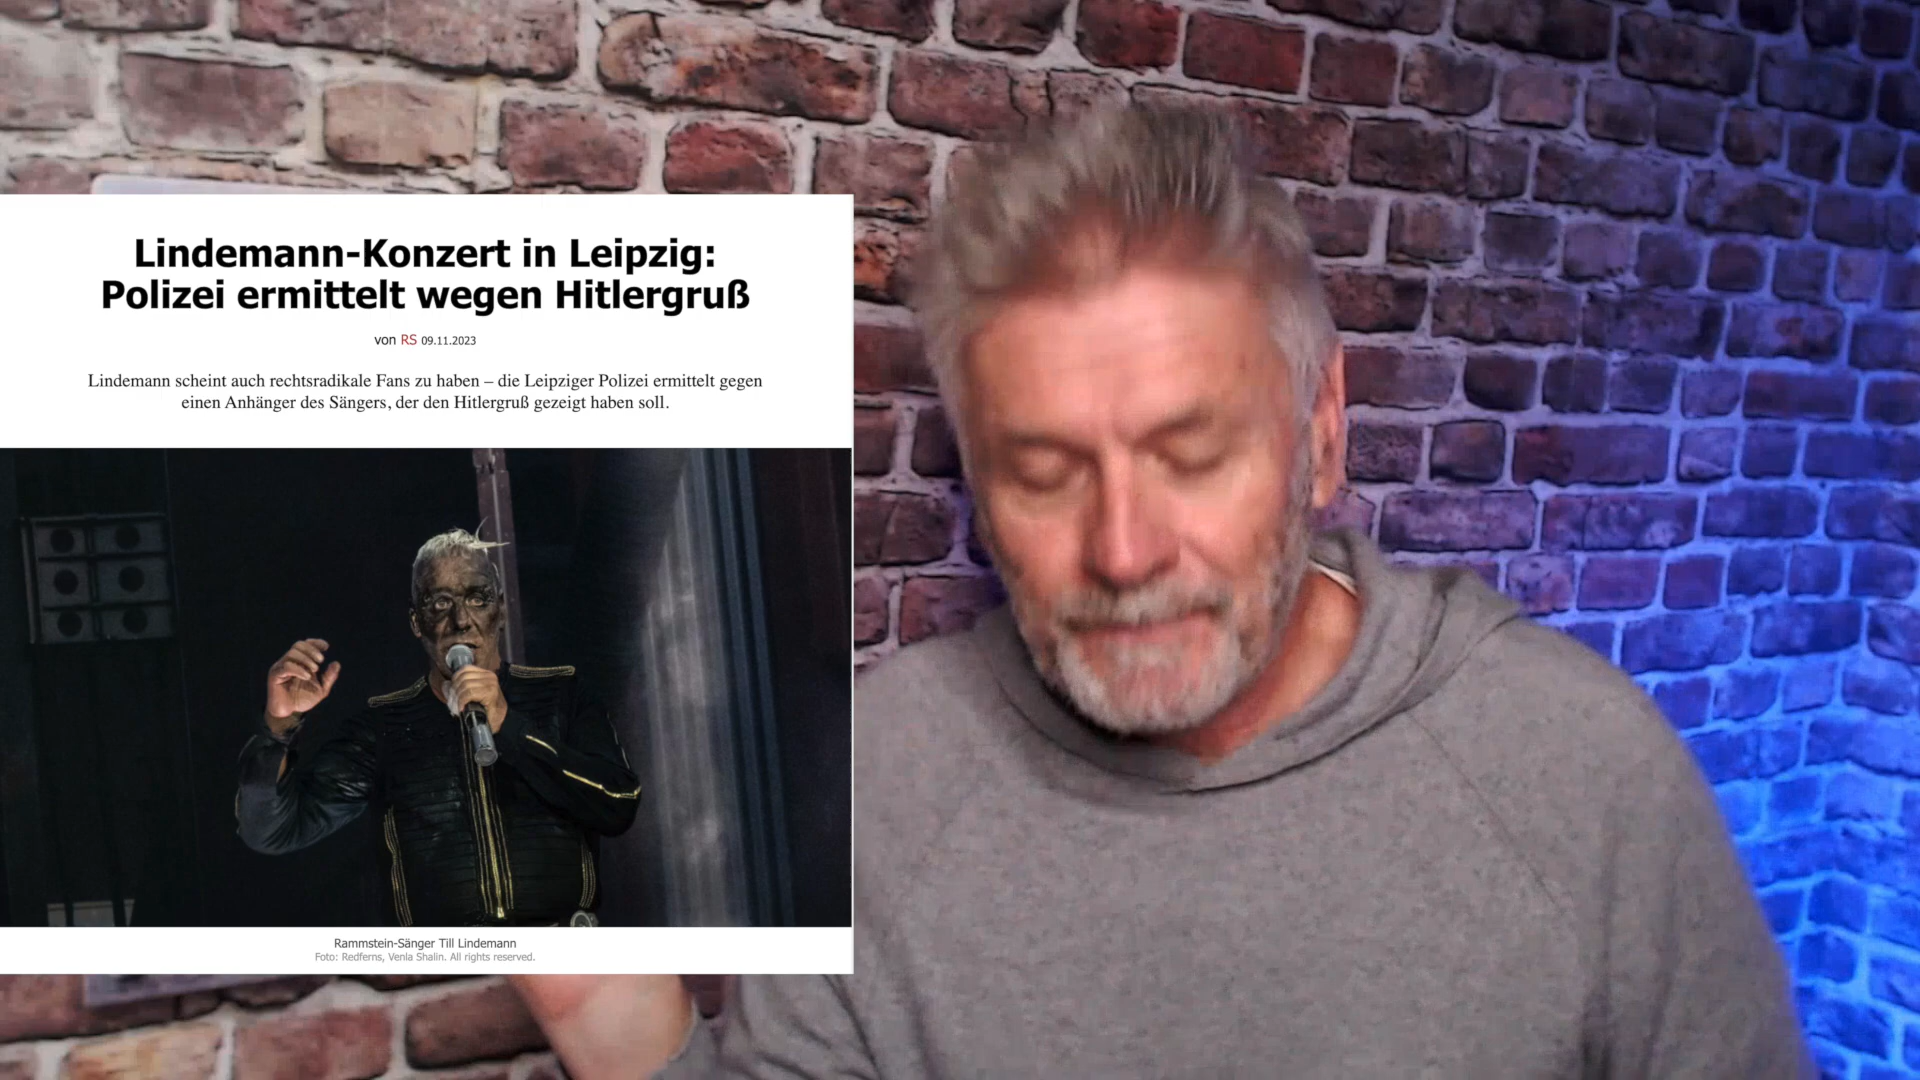 Lindemann-Konzert in Leipzig:
Polizei ermittelt wegen Hitlergruß
von RS 09.11.2023
Lindemann scheint auch rechtsradikale Fans zu haben – die Leipziger Polizei ermittelt gegen
einen Anhänger des Sängers, der den Hitlergruß gezeigt haben soll.
Rammstein-Sänger Till Lindemann
Foto: Redferns, Venla Shalin. All rights reserved.